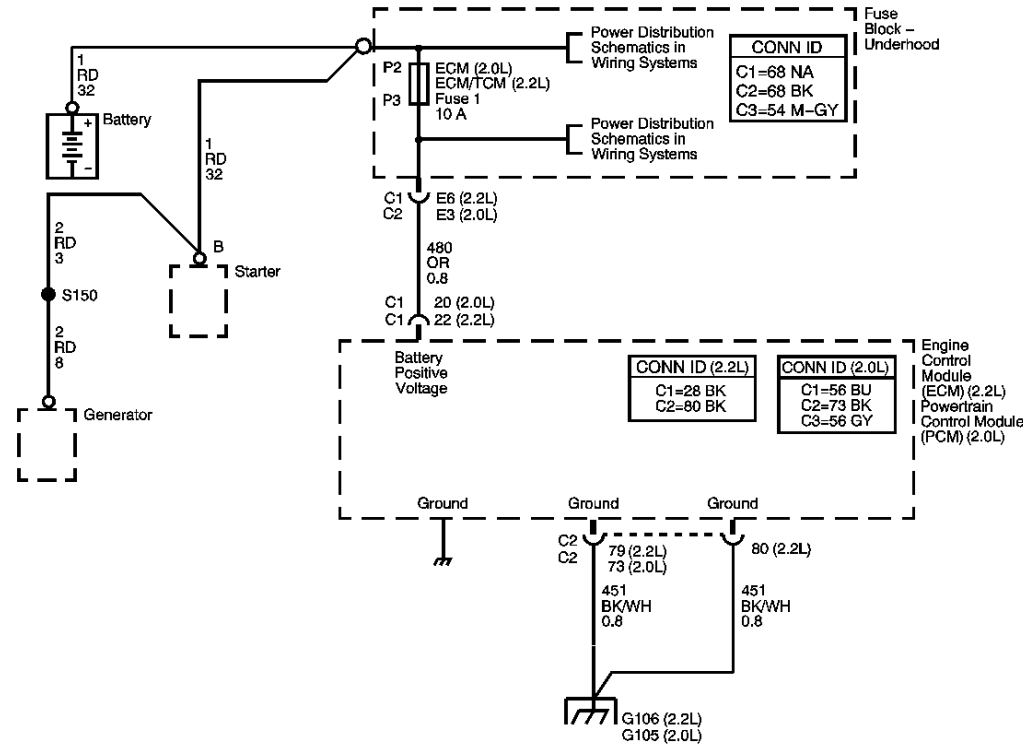 Fuse
Block –
Underhood
Power Distribution
Schematics in
Wiring Systems
CONN ID
C1=68 NA
C2=68 BK
C3=54 M–GY
P2
ECM (2.0L)
ECM/TCM (2.2L)
P3
Fuse 1
10 A
1
RD
32
Battery
+
–
Power Distribution
Schematics in
Wiring Systems
1
RD
32
C1
E6 (2.2L)
C2
E3 (2.0L)
2
RD
3
B
Starter
480
OR
0.8
S150
C1
20 (2.0L)
C1
22 (2.2L)
2
RD
8
Generator
Battery
Positive
Voltage
CONN ID (2.2L)
C1=28 BK
C2=80 BK
CONN ID (2.0L)
C1=56 BU
C2=73 BK
C3=56 GY
Engine
Control
Module
(ECM) (2.2L)
Powertrain
Control Module
(PCM) (2.0L)
Ground
Ground
Ground
C2
79 (2.2L)
C2
73 (2.0L)
80 (2.2L)
451
BK/WH
0.8
451
BK/WH
0.8
G106 (2.2L)
G105 (2.0L)